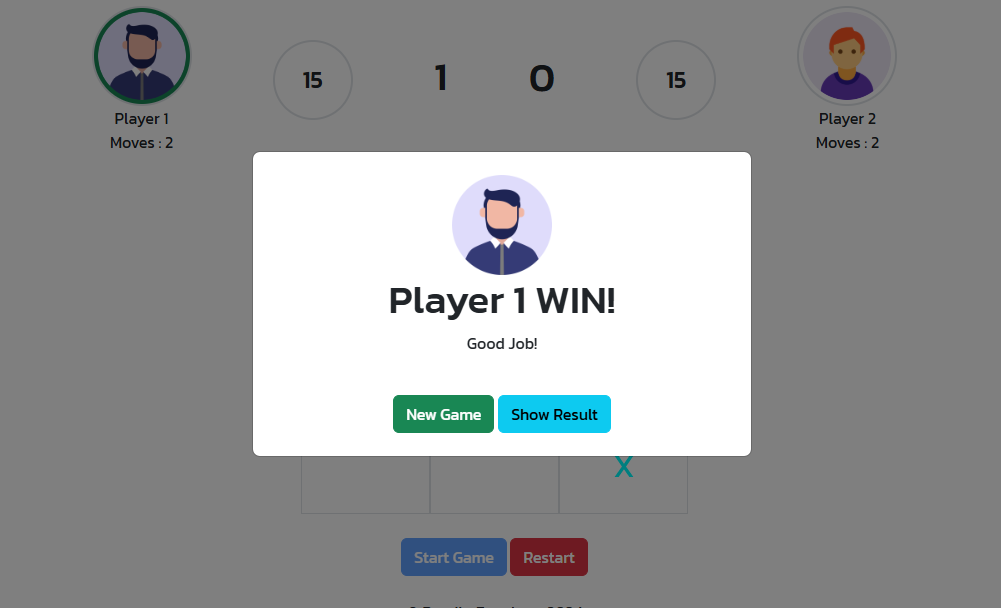 15
1
0
15
Player 1
Moves : 2
Player 2
Moves : 2
Player 1 WIN!
Good Job!
New Game
Show Result
X
Start Game
Restart